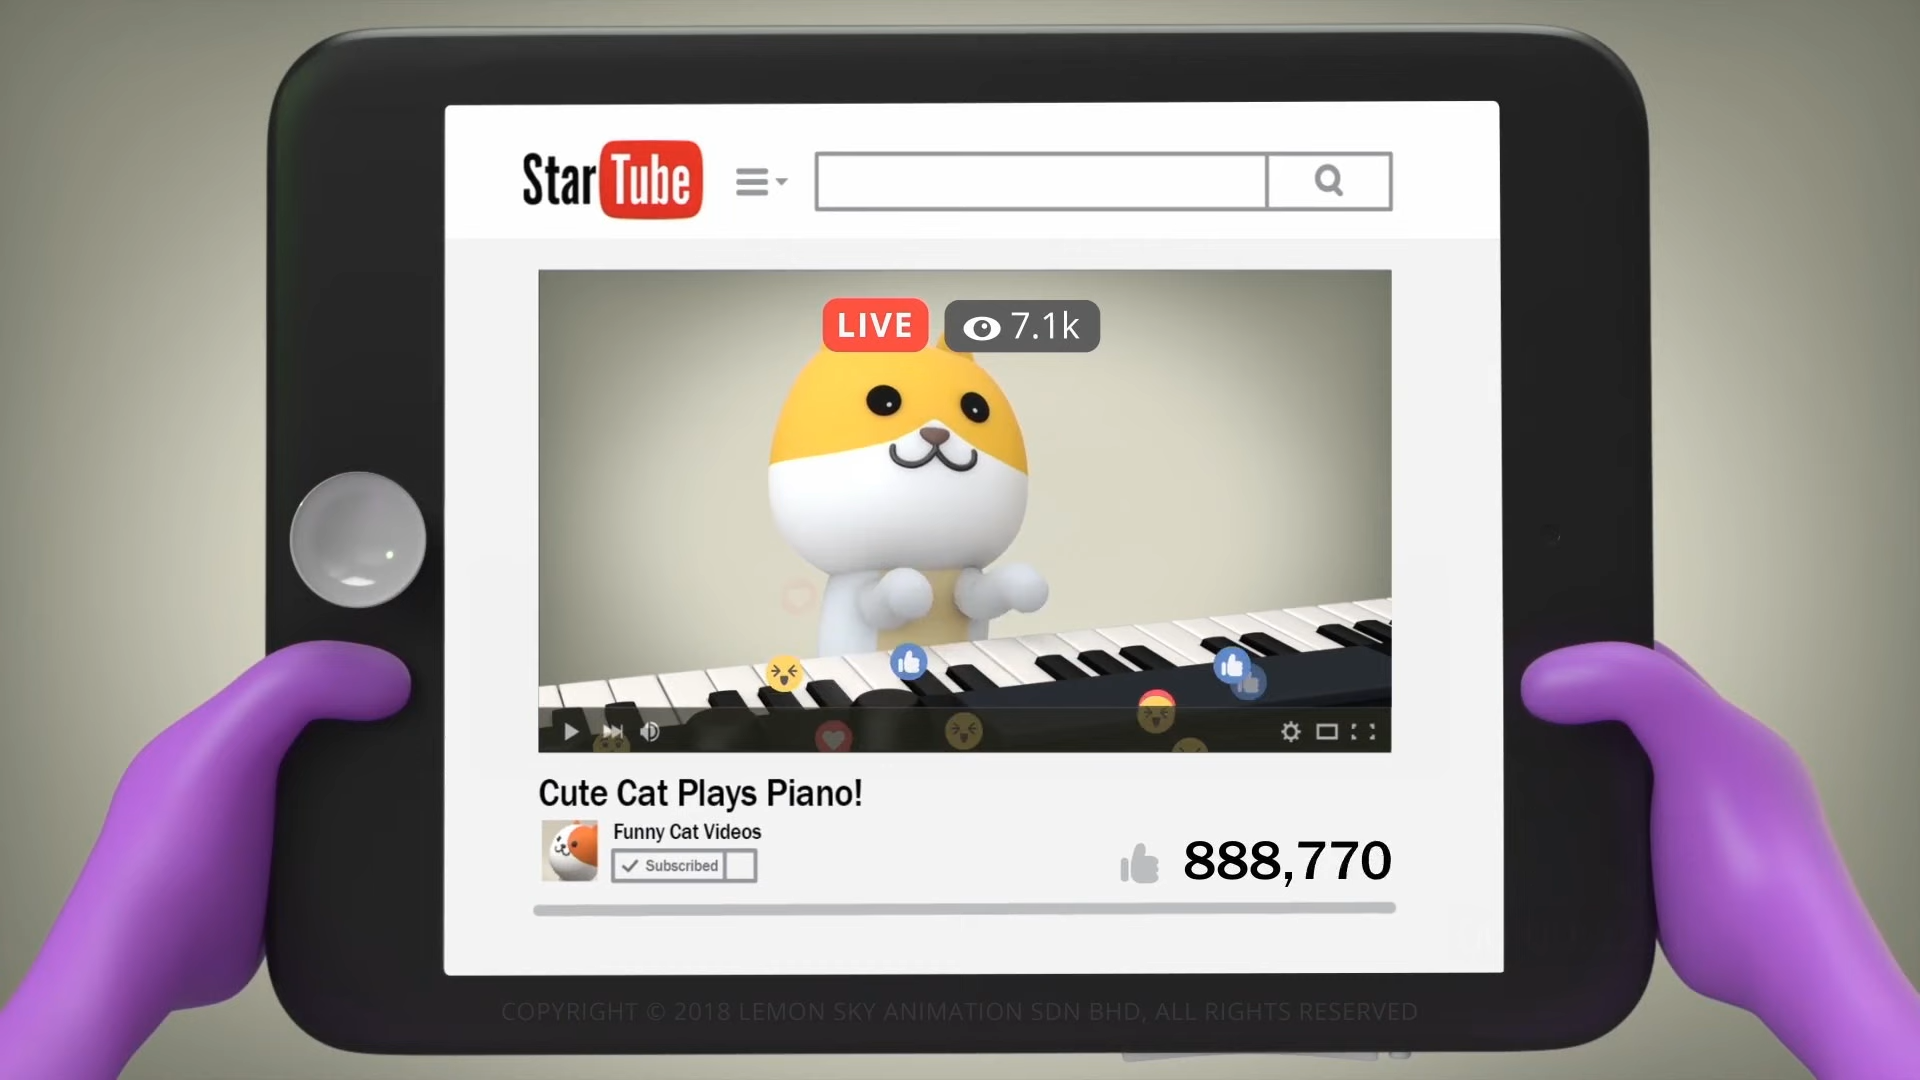 StarTube
LIVE 7.1k
Cute Cat Plays Piano!
Funny Cat Videos
Subscribed
888,770
COPYRIGHT © 2018 LEMON SKY ANIMATION SDN BHD, ALL RIGHTS RESERVED